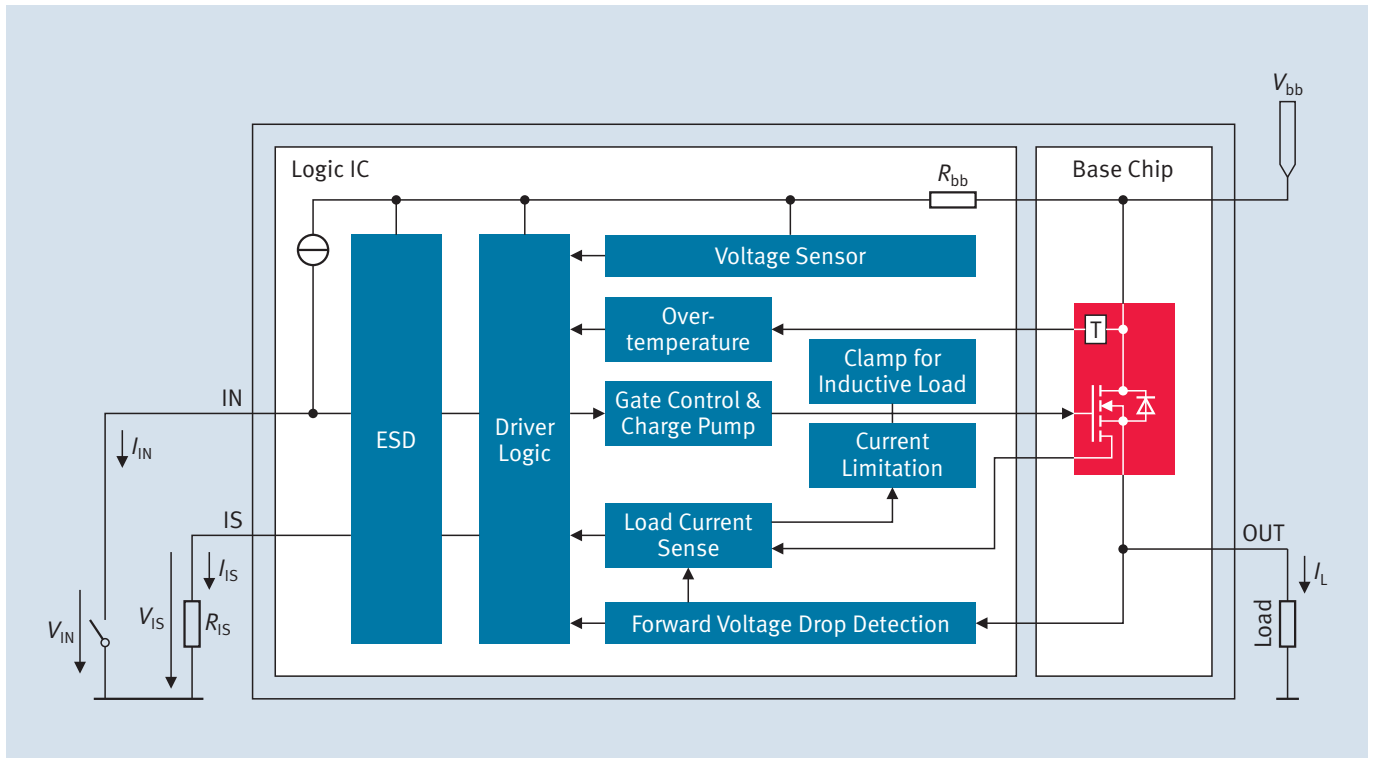 Vbb
Logic IC
Rbb
Base Chip
Voltage Sensor
Over-
temperature
T
Clamp for
Inductive Load
IN
Gate Control &
Charge Pump
ESD
Driver
Logic
IIN
Current
Limitation
IS
Load Current
Sense
OUT
IIS
IL
VIN
VIS
RIS
Forward Voltage Drop Detection
Load